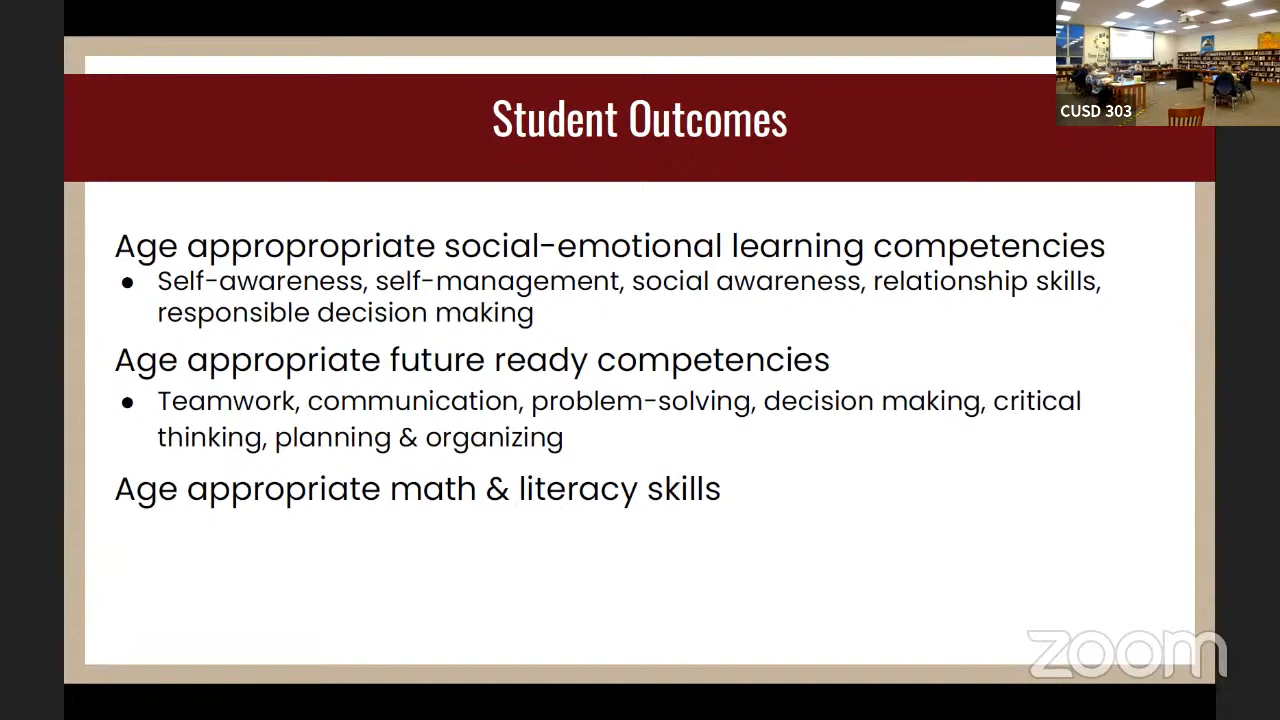 Student Outcomes
CUSD 303
Age appropropriate social-emotional learning competencies
● Self-awareness, self-management, social awareness, relationship skills,
responsible decision making
Age appropriate future ready competencies
● Teamwork, communication, problem-solving, decision making, critical
thinking, planning & organizing
Age appropriate math & literacy skills
zoom